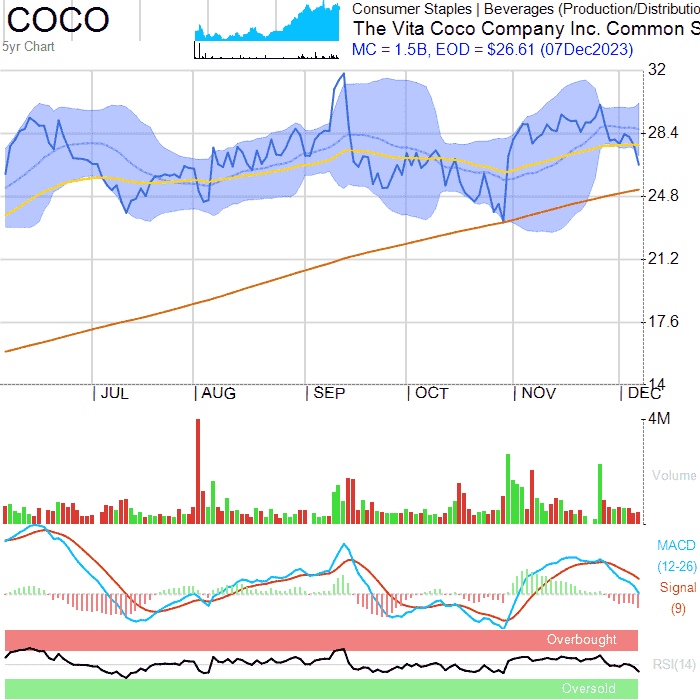 COCO
5yr Chart
Consumer Staples | Beverages (Production/Distributio
The Vita Coco Company Inc. Common S
MC = 1.5B, EOD = $26.61 (07Dec2023)
32
28.4
24.8
21.2
17.6
14
JUL AUG SEP OCT NOV DEC
4M
Volume
MACD
(12-26)
Signal
(9)
Overbought
RSI(14)
Oversold